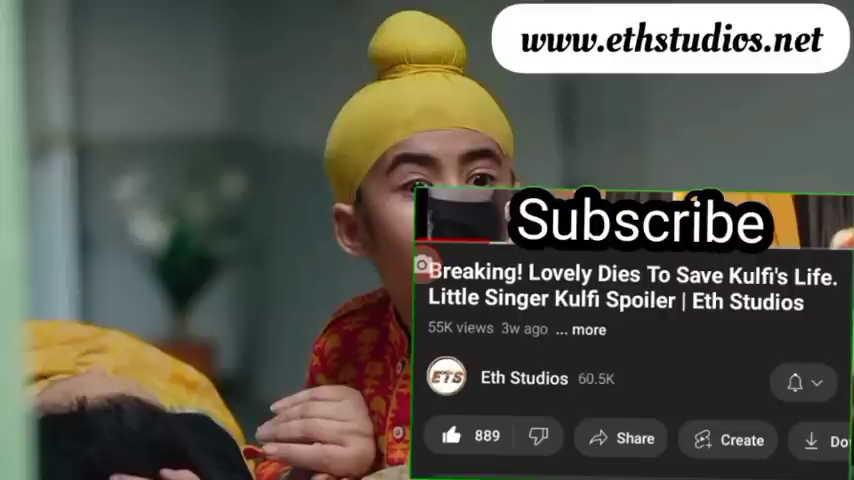 www.ethstudios.net
Subscribe
Breaking! Lovely Dies To Save Kulfi's Life.
Little Singer Kulfi Spoiler | Eth Studios
55K views 3w ago ... more
ETS
Eth Studios 60.5K
889
Share
Create
Do